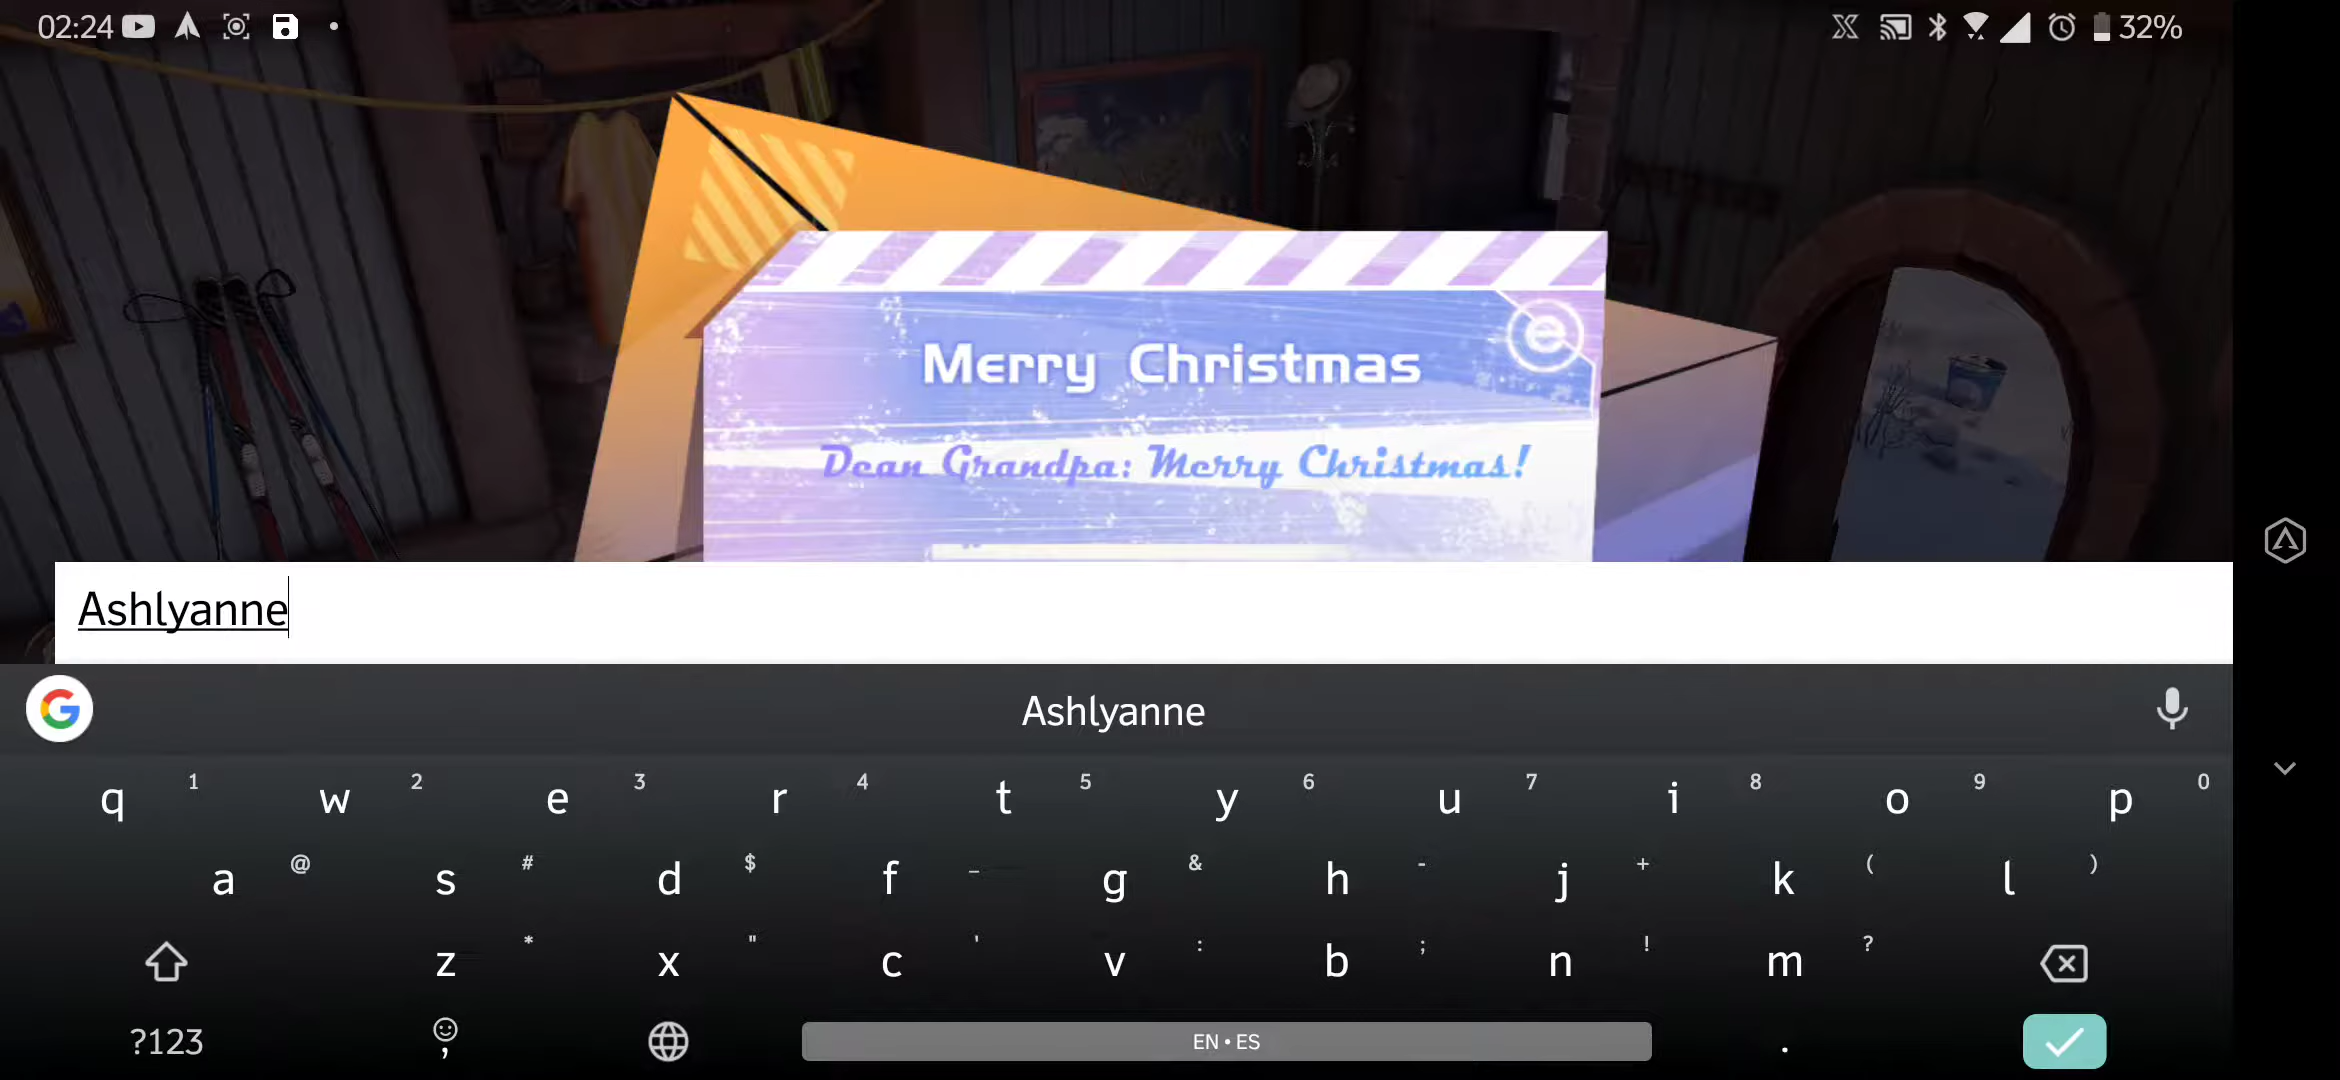 02:24
32%
e
Merry Christmas
Dear Grandpa: Merry Christmas!
Ashlyanne
G
Ashlyanne
q 1 w 2 e 3 r 4 t 5 y 6 u 7 i 8 o 9 p 0
a @ s # d $ f _ g & h - j + k ( l )
z * x " c ' v : b ; n ! m ?
?123 , EN • ES .